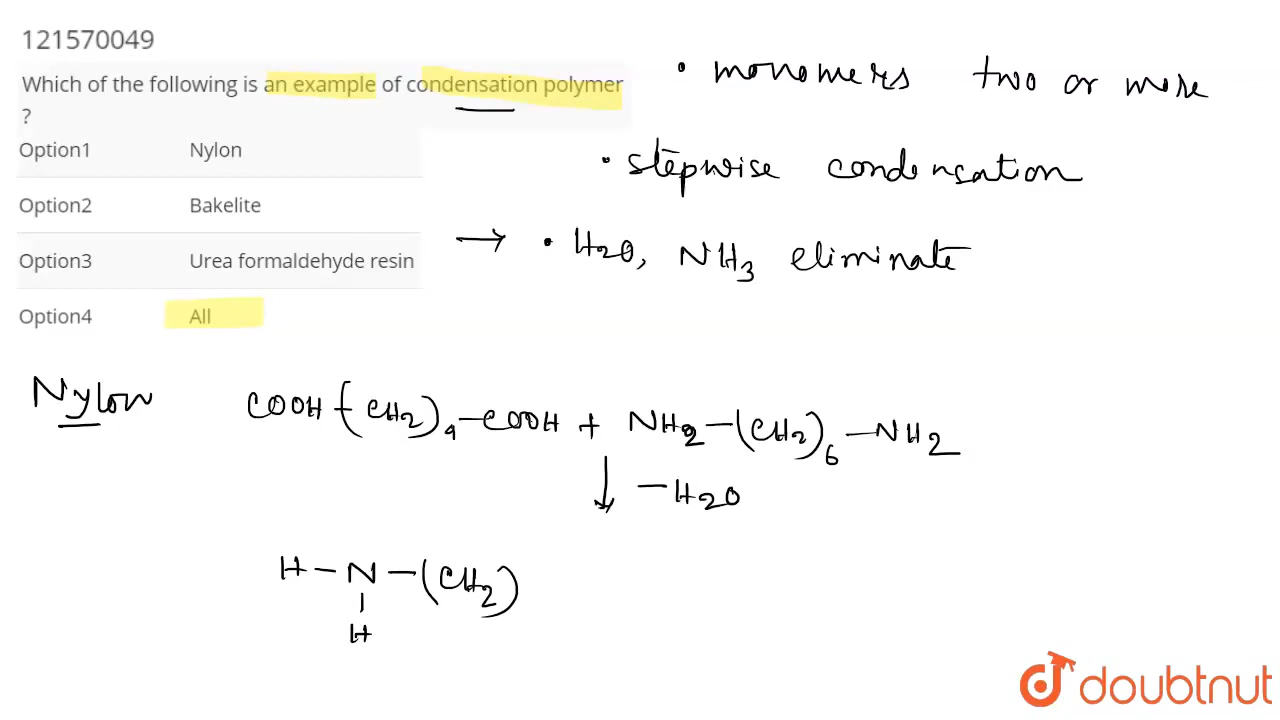 121570049
Which of the following is an example of condensation polymer
?
Option1 Nylon
Option2 Bakelite
Option3 Urea formaldehyde resin
Option4 All
• monomers two or more
• stepwise condensation
→ • H2O, NH3 eliminate
Nylon COOH-(CH2)4-COOH + NH2-(CH2)6-NH2
↓ -H2O
H-N-(CH2)
|
H
doubtnut